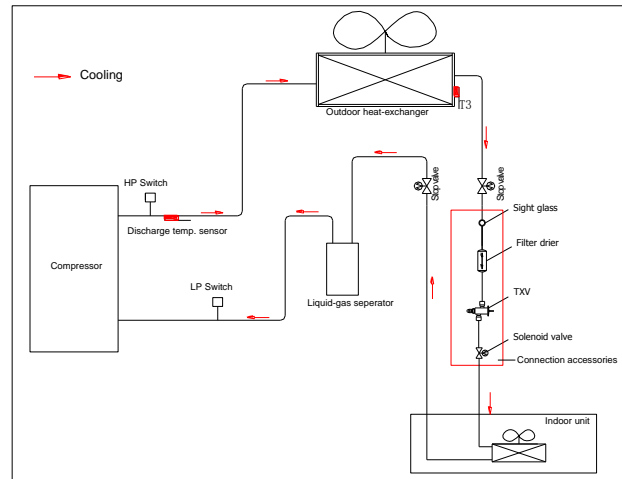 Cooling
Outdoor heat-exchanger
IT3
HP Switch
Discharge temp. sensor
Stop valve
Stop valve
Sight glass
Filter drier
Compressor
LP Switch
Liquid-gas seperator
TXV
Solenoid valve
Connection accessories
Indoor unit